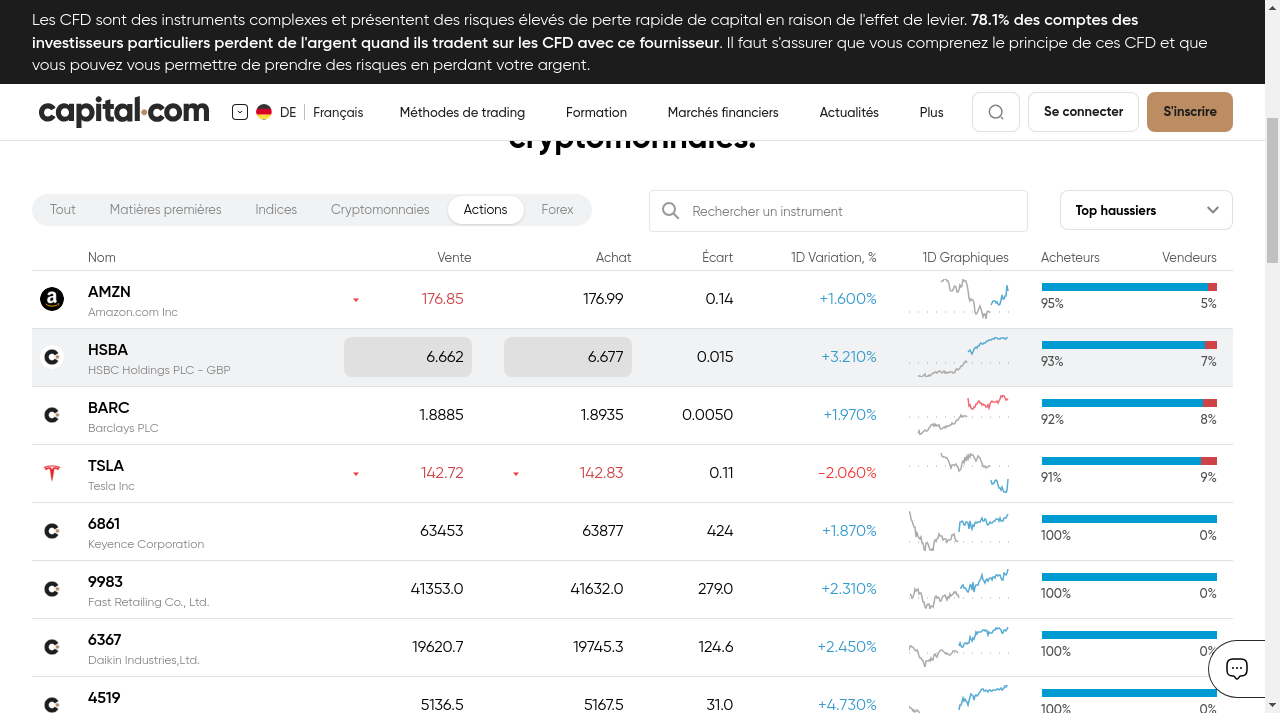 Les CFD sont des instruments complexes et présentent des risques élevés de perte rapide de capital en raison de l'effet de levier. 78.1% des comptes des
investisseurs particuliers perdent de l'argent quand ils tradent sur les CFD avec ce fournisseur. Il faut s'assurer que vous comprenez le principe de ces CFD et que
vous pouvez vous permettre de prendre des risques en perdant votre argent.
capital.com DE Français Méthodes de trading Formation Marchés financiers Actualités Plus Se connecter S'inscrire
cryptomonnaies.
Tout Matières premières Indices Cryptomonnaies Actions Forex Rechercher un instrument Top haussiers
Nom Vente Achat Écart 1D Variation, % 1D Graphiques Acheteurs Vendeurs
AMZN 176.85 176.99 0.14 +1.600%
Amazon.com Inc 95% 5%
HSBA 6.662 6.677 0.015 +3.210%
HSBC Holdings PLC - GBP 93% 7%
BARC 1.8885 1.8935 0.0050 +1.970%
Barclays PLC 92% 8%
TSLA 142.72 142.83 0.11 -2.060%
Tesla Inc 91% 9%
6861 63453 63877 424 +1.870%
Keyence Corporation 100% 0%
9983 41353.0 41632.0 279.0 +2.310%
Fast Retailing Co., Ltd. 100% 0%
6367 19620.7 19745.3 124.6 +2.450%
Daikin Industries,Ltd. 100% 0%
4519 5136.5 5167.5 31.0 +4.730%
100% 0%